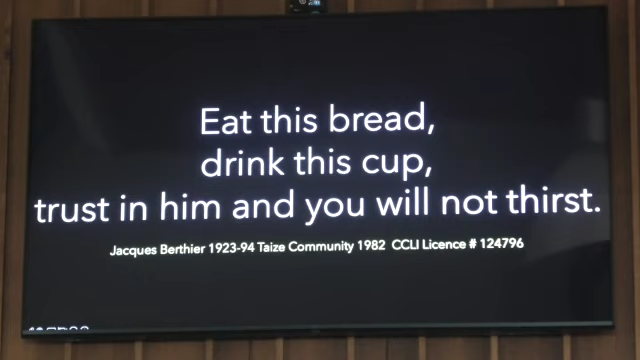 Eat this bread,
drink this cup,
trust in him and you will not thirst.
Jacques Berthier 1923-94 Taize Community 1982 CCLI Licence # 124796